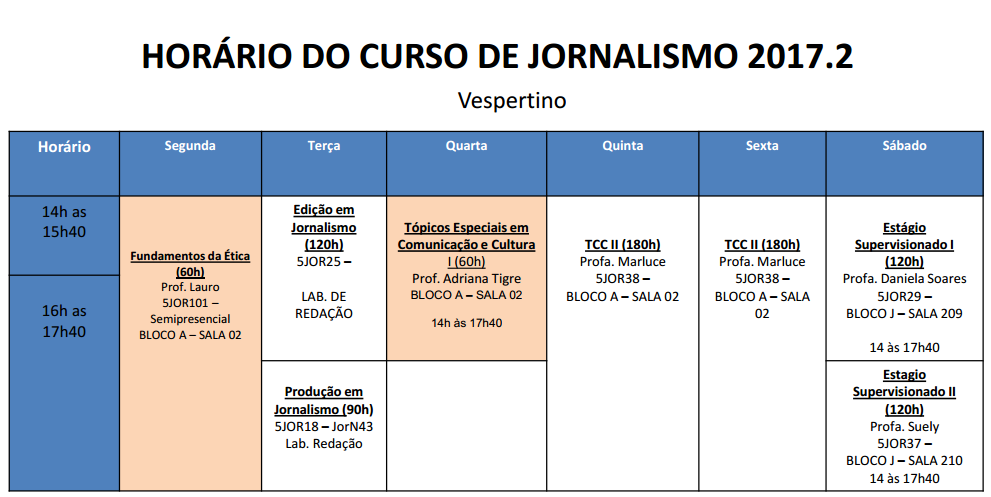 HORÁRIO DO CURSO DE JORNALISMO 2017.2
Vespertino
Horário
Segunda
Terça
Quarta
Quinta
Sexta
Sábado
14h as
15h40
16h as
17h40
Fundamentos da Ética
(60h)
Prof. Lauro
5JOR101 –
Semipresencial
BLOCO A – SALA 02
Edição em
Jornalismo
(120h)
5JOR25 –
LAB. DE
REDAÇÃO
Tópicos Especiais em
Comunicação e Cultura
I (60h)
Prof. Adriana Tigre
BLOCO A – SALA 02
14h às 17h40
TCC II (180h)
Profa. Marluce
5JOR38 –
BLOCO A – SALA 02
TCC II (180h)
Profa. Marluce
5JOR38 –
BLOCO A – SALA
02
Estágio
Supervisionado I
(120h)
Profa. Daniela Soares
5JOR29 –
BLOCO J – SALA 209
14 às 17h40
Produção em
Jornalismo (90h)
5JOR18 – JorN43
Lab. Redação
Estagio
Supervisionado II
(120h)
Profa. Suely
5JOR37 –
BLOCO J – SALA 210
14 às 17h40